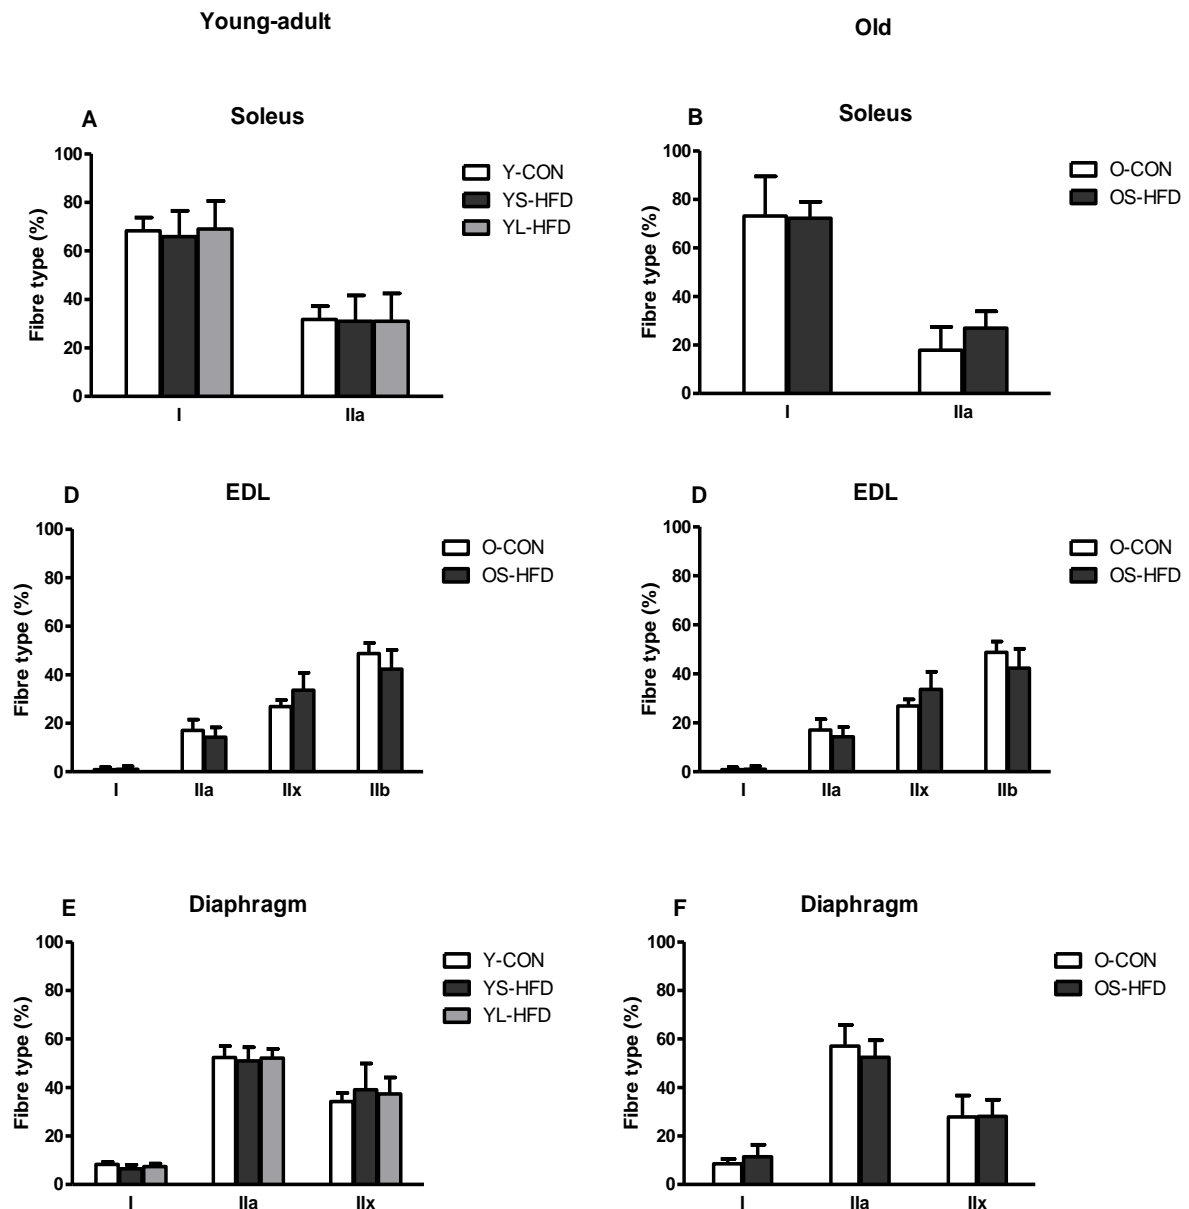 Young-adult
Old
A Soleus
Fibre type (%)
100
80
60
40
20
0
I IIa
Y-CON
YS-HFD
YL-HFD
B Soleus
Fibre type (%)
100
80
60
40
20
0
I IIa
O-CON
OS-HFD
D EDL
Fibre type (%)
100
80
60
40
20
0
I IIa IIx IIb
O-CON
OS-HFD
D EDL
Fibre type (%)
100
80
60
40
20
0
I IIa IIx IIb
O-CON
OS-HFD
E Diaphragm
Fibre type (%)
100
80
60
40
20
0
I IIa IIx
Y-CON
YS-HFD
YL-HFD
F Diaphragm
Fibre type (%)
100
80
60
40
20
0
I IIa IIx
O-CON
OS-HFD